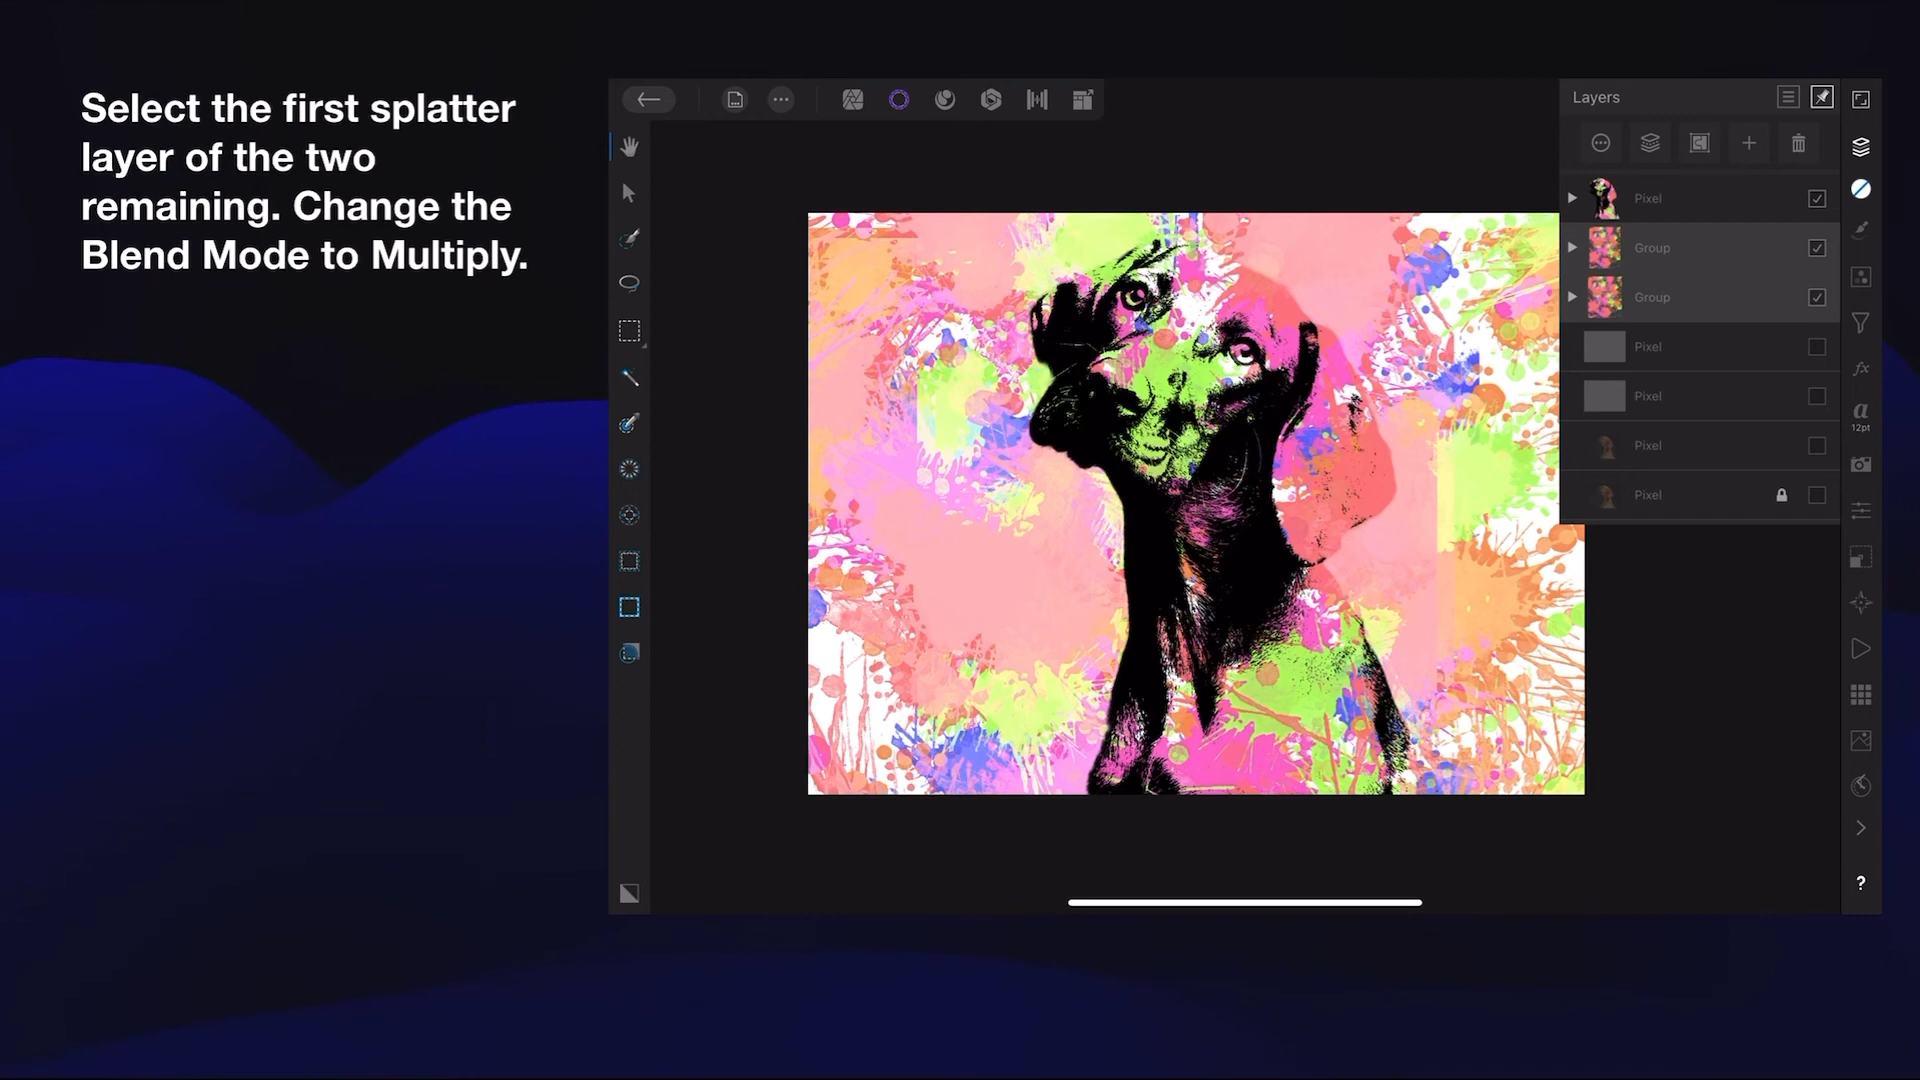 Select the first splatter
layer of the two
remaining. Change the
Blend Mode to Multiply.
Layers
Pixel
Group
Group
Pixel
Pixel
Pixel
Pixel
fx
a
12pt
?